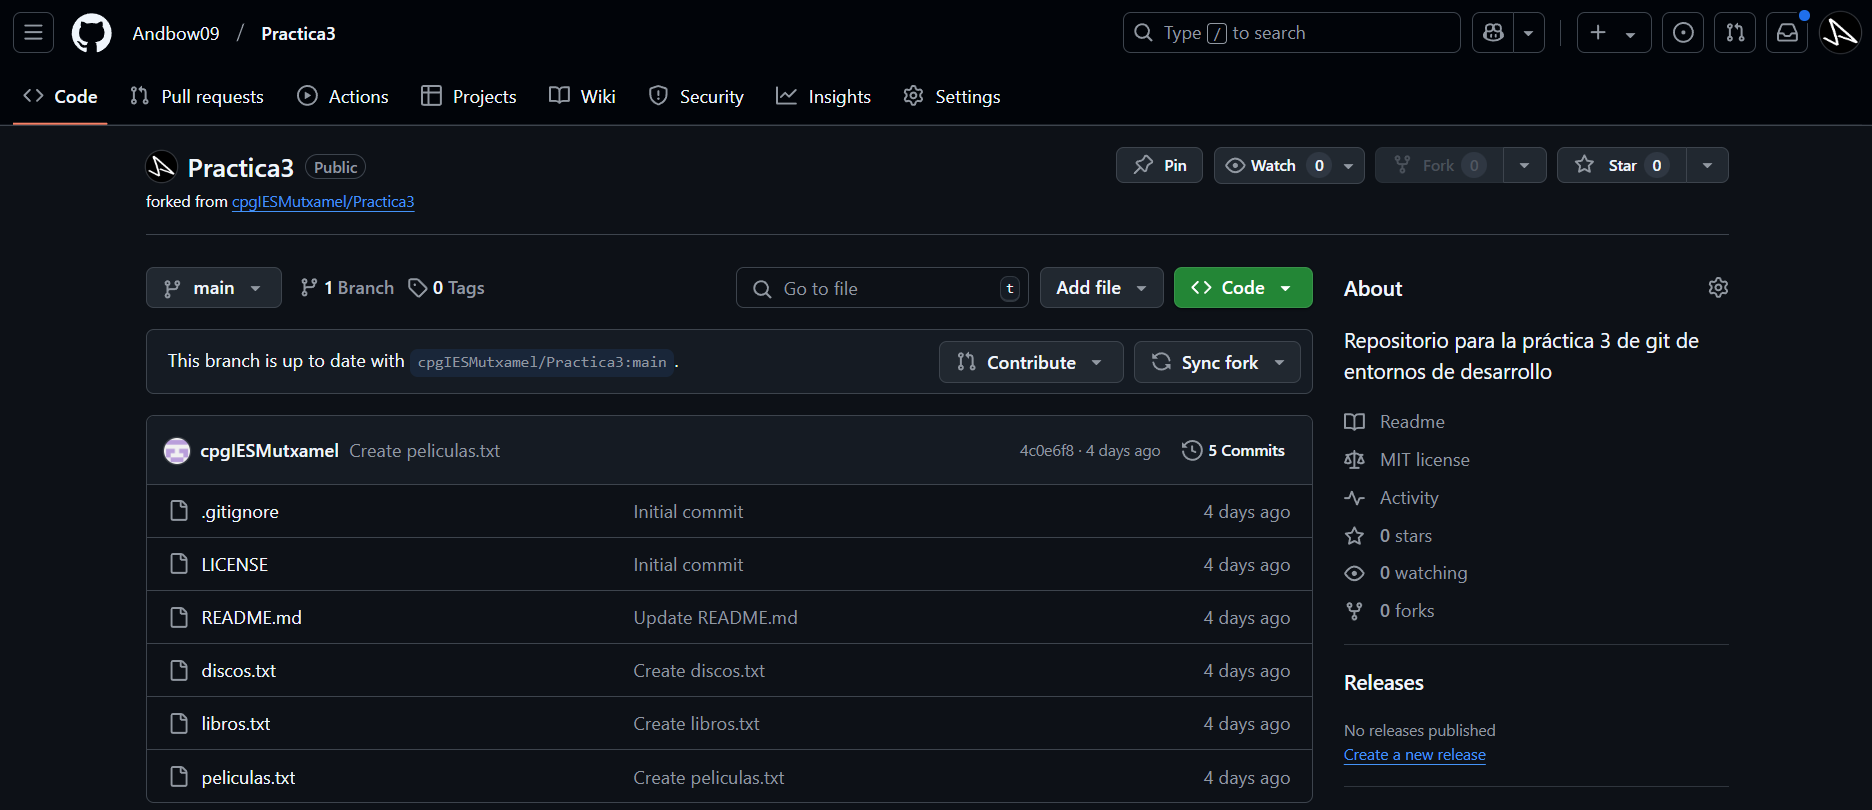 Andbow09 / Practica3
Type / to search
Code Pull requests Actions Projects Wiki Security Insights Settings
Practica3 Public
Pin Watch 0 Fork 0 Star 0
forked from cpgIESMutxamel/Practica3
main 1 Branch 0 Tags
Go to file t
Add file Code
This branch is up to date with cpgIESMutxamel/Practica3:main.
Contribute Sync fork
cpgIESMutxamel Create peliculas.txt 4c0e6f8 · 4 days ago 5 Commits
.gitignore Initial commit 4 days ago
LICENSE Initial commit 4 days ago
README.md Update README.md 4 days ago
discos.txt Create discos.txt 4 days ago
libros.txt Create libros.txt 4 days ago
peliculas.txt Create peliculas.txt 4 days ago
About
Repositorio para la práctica 3 de git de
entornos de desarrollo
Readme
MIT license
Activity
0 stars
0 watching
0 forks
Releases
No releases published
Create a new release